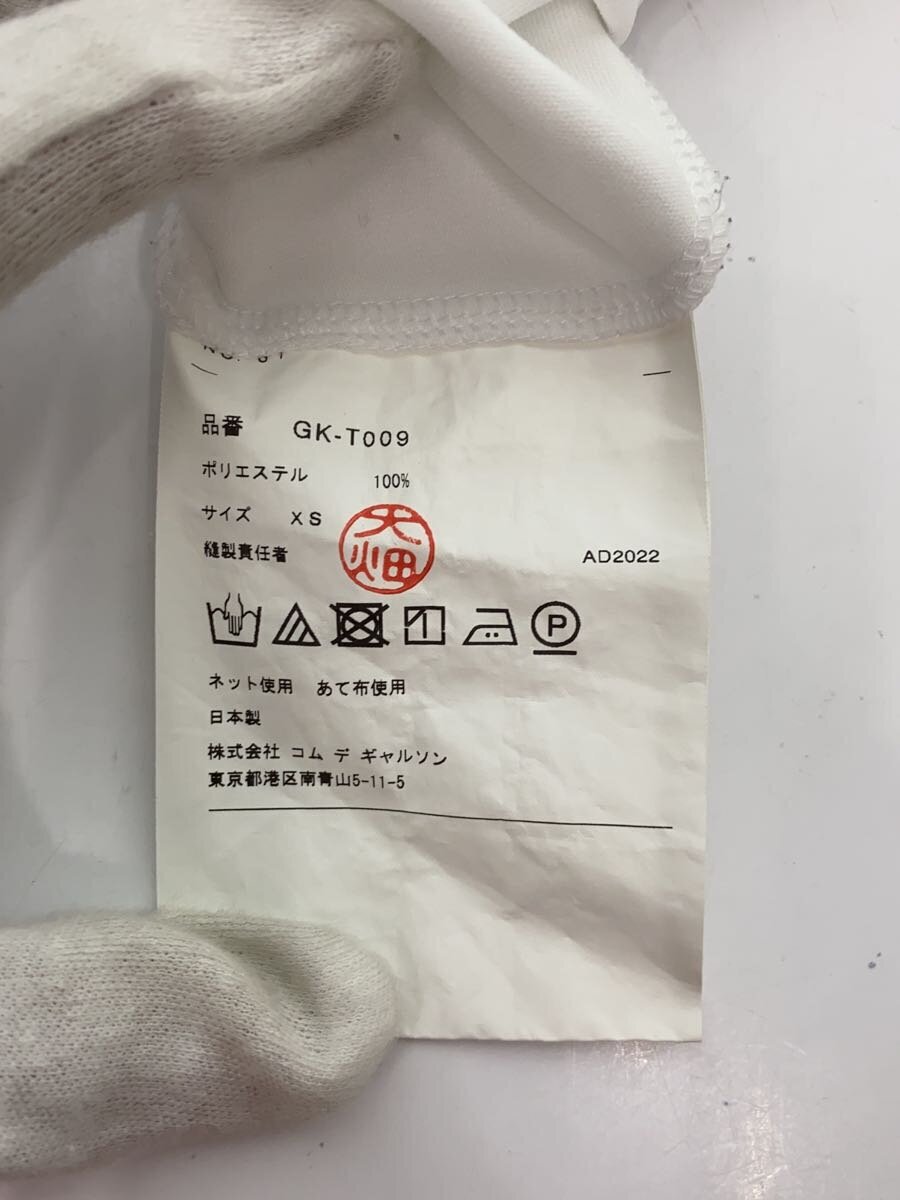 品番 GK-T009
ポリエステル 100%
サイズ XS
大畑
縫製責任者 AD2022
P
ネット使用 あて布使用
日本製
株式会社 コム デ ギャルソン
東京都港区南青山5-11-5